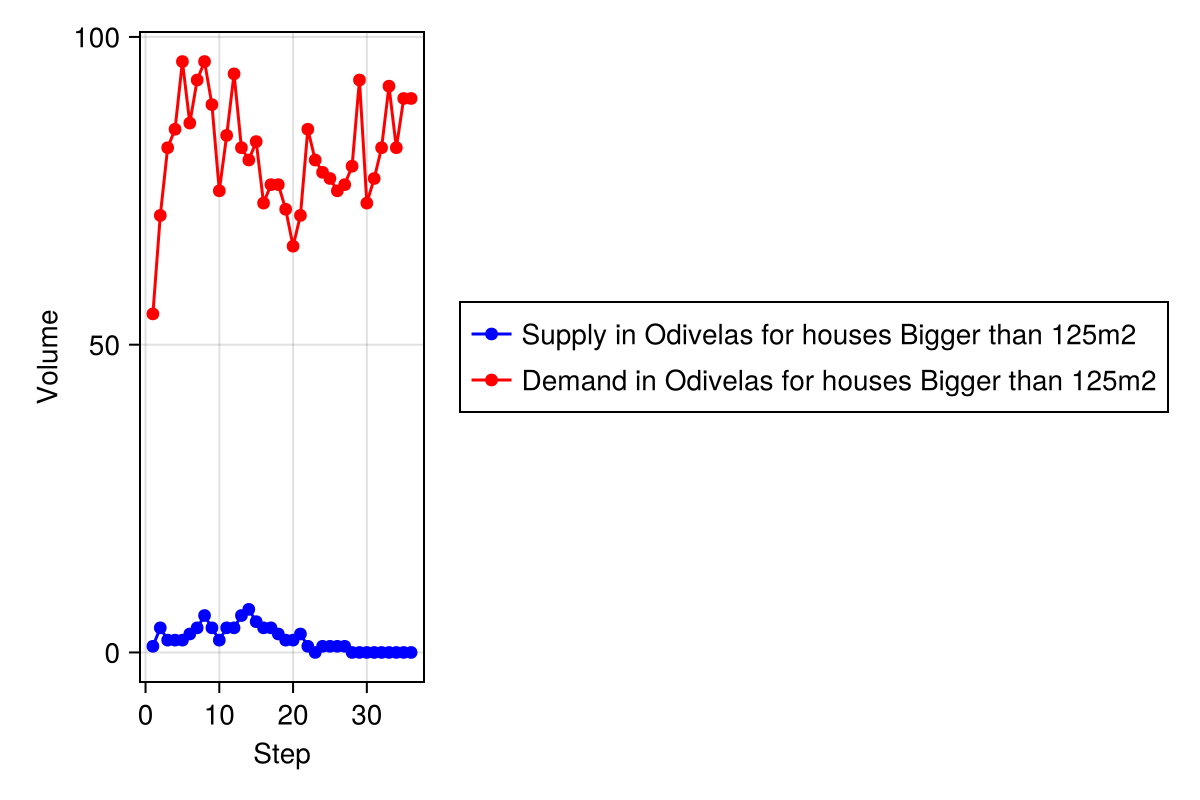 100
50
0
Volume
0 10 20 30
Step
Supply in Odivelas for houses Bigger than 125m2
Demand in Odivelas for houses Bigger than 125m2